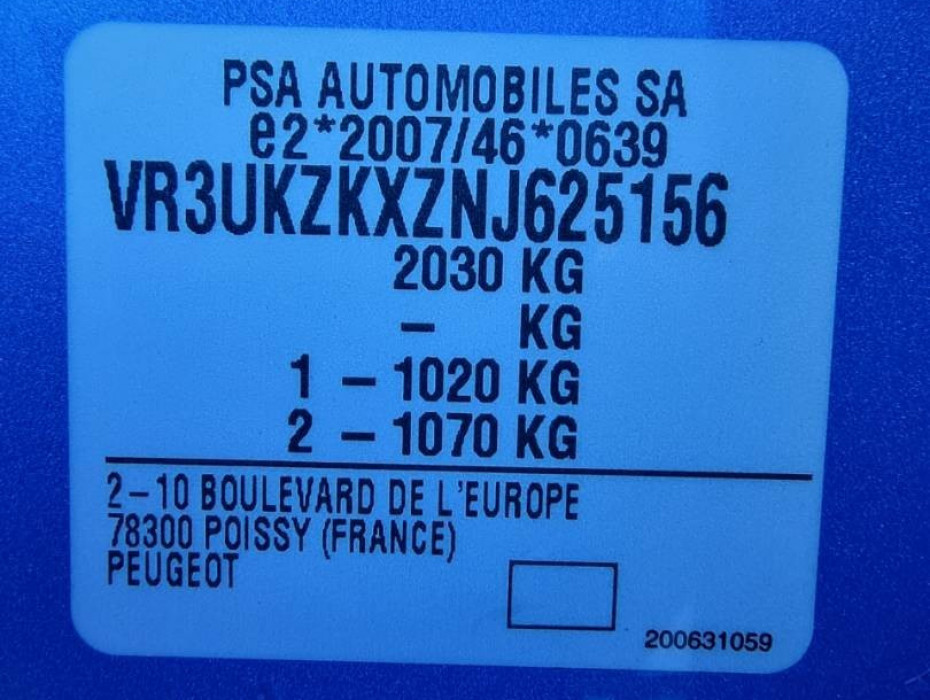 PSA AUTOMOBILES SA
e2*2007/46*0639
VR3UKZKXZNJ625156
2030 KG
– KG
1 – 1020 KG
2 – 1070 KG
2–10 BOULEVARD DE L'EUROPE
78300 POISSY (FRANCE)
PEUGEOT
200631059